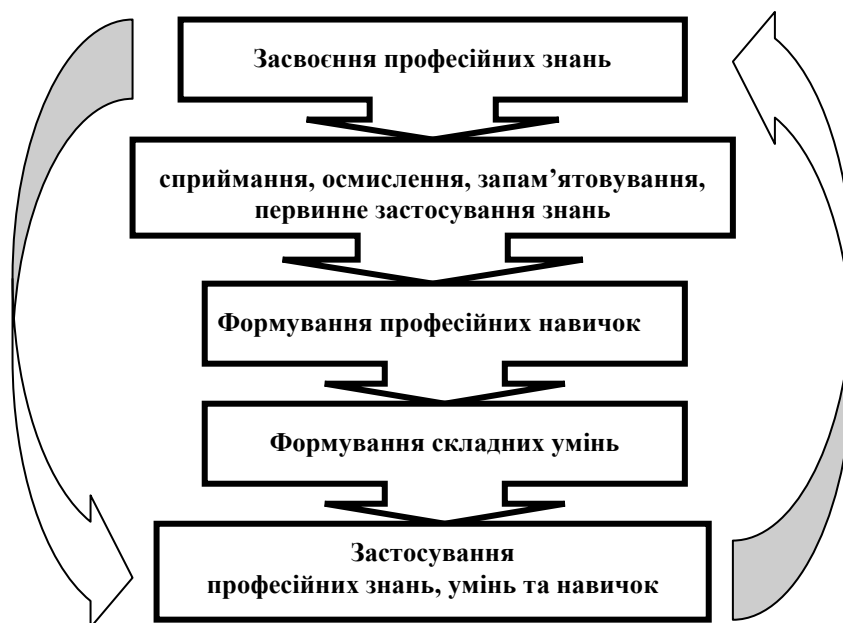 Засвоєння професійних знань
сприймання, осмислення, запам’ятовування,
первинне застосування знань
Формування професійних навичок
Формування складних умінь
Застосування
професійних знань, умінь та навичок